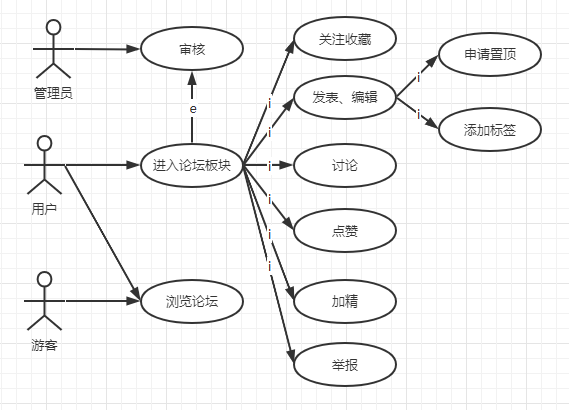 关注收藏
审核
申请置顶
i
i
管理员
发表、编辑
e
i
i
添加标签
用户
进入论坛板块
i
讨论
i
点赞
i
i
游客
浏览论坛
加精
举报